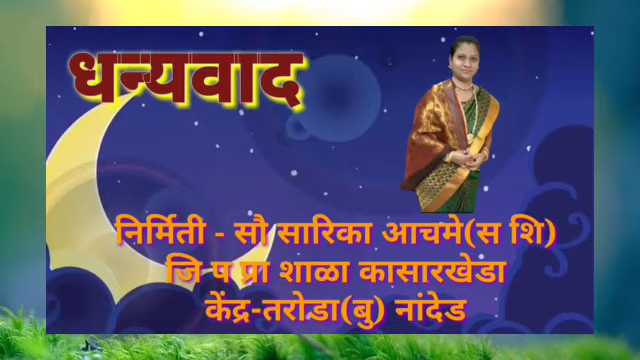 धन्यवाद
निर्मिती - सौ सारिका आचमे(स शि)
जि प प्रा शाळा कासारखेडा
केंद्र-तरोडा(बु) नांदेड